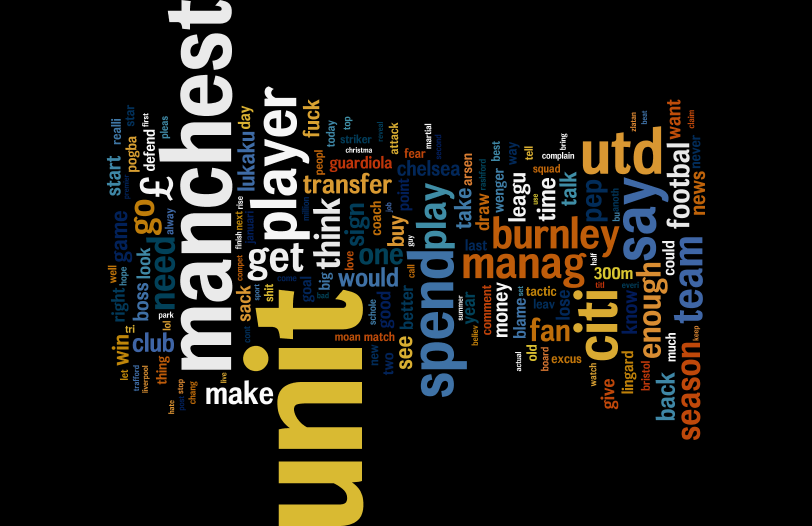 manchest
unit
player
utd
spend
play
say
citi
manag
burnley
team
season
need
get
go
£
think
footbal
enough
one
would
transfer
make
fan
pep
sign
lukaku
club
win
game
start
boss
look
right
pogba
defend
star
realli
first
pleas
day
fuck
today
top
striker
christma
peopl
guardiola
attack
fear
martial
chelsea
point
coach
buy
job
guy
call
love
big
goal
shit
sack
sport
rise
next
finish
alway
park
lol
tri
well
hope
thing
let
trafford
liverpool
hate
stop
chang
live
moan
match
schole
good
better
new
two
see
year
summer
believ
comment
money
last
take
draw
arsen
rashford
wenger
best
way
tell
leagu
squad
complain
bring
time
use
talk
300m
half
titl
everi
tactic
set
leav
blame
lose
actual
old
board
excus
know
watch
give
lingard
bristol
back
much
keep
could
news
never
want
claim
zlatan
beat